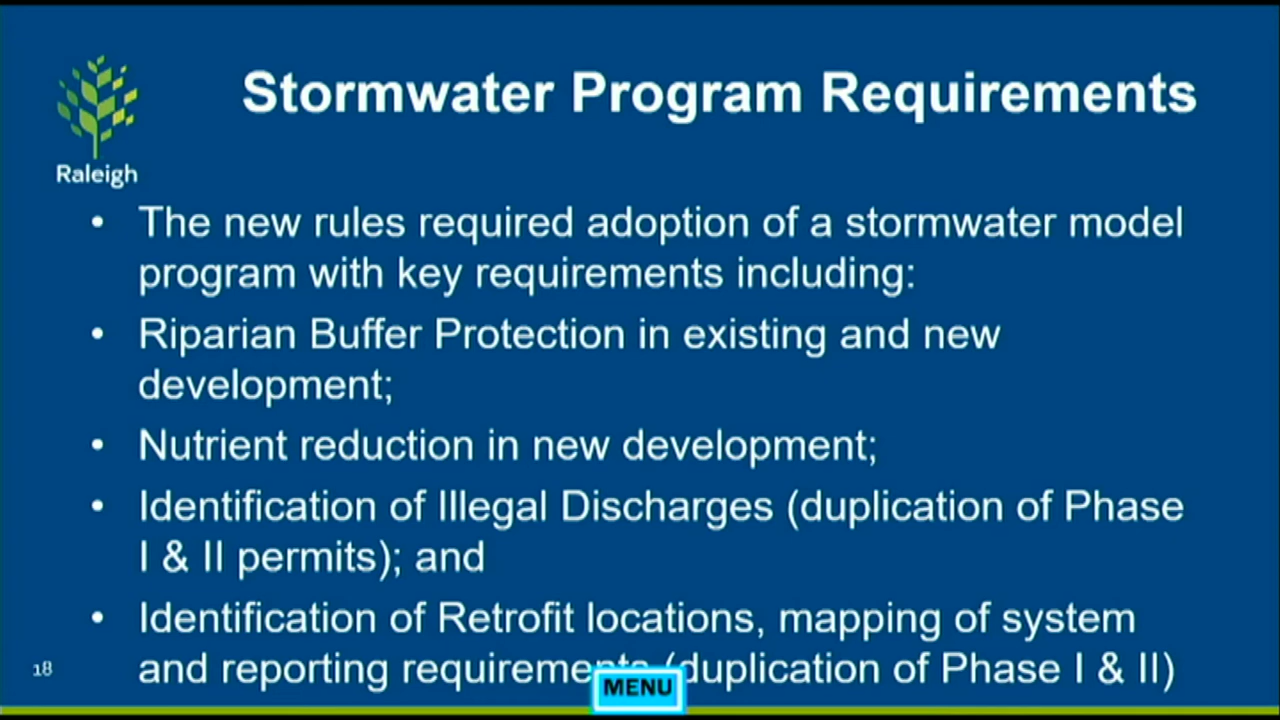 Stormwater Program Requirements
Raleigh
• The new rules required adoption of a stormwater model
program with key requirements including:
• Riparian Buffer Protection in existing and new
development;
• Nutrient reduction in new development;
• Identification of Illegal Discharges (duplication of Phase
I & II permits); and
• Identification of Retrofit locations, mapping of system
and reporting requirements (duplication of Phase I & II)
18
MENU